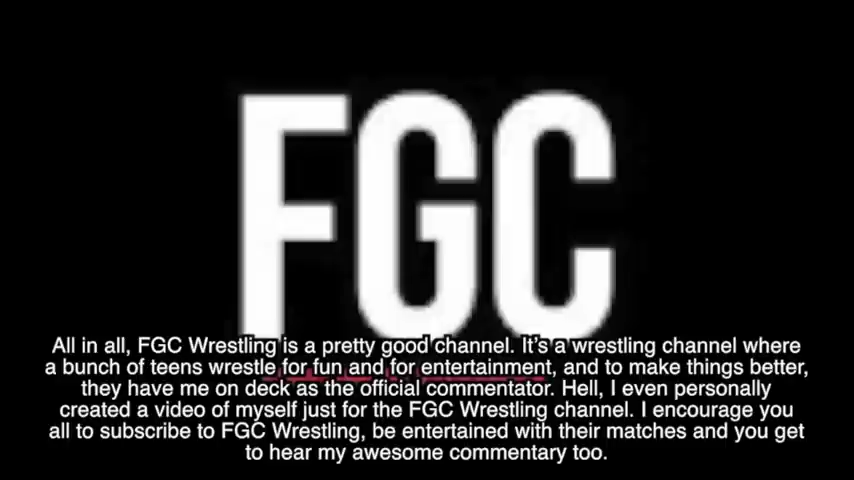 FGC
All in all, FGC Wrestling is a pretty good channel. It's a wrestling channel where
a bunch of teens wrestle for fun and for entertainment, and to make things better,
they have me on deck as the official commentator. Hell, I even personally
created a video of myself just for the FGC Wrestling channel. I encourage you
all to subscribe to FGC Wrestling, be entertained with their matches and you get
to hear my awesome commentary too.